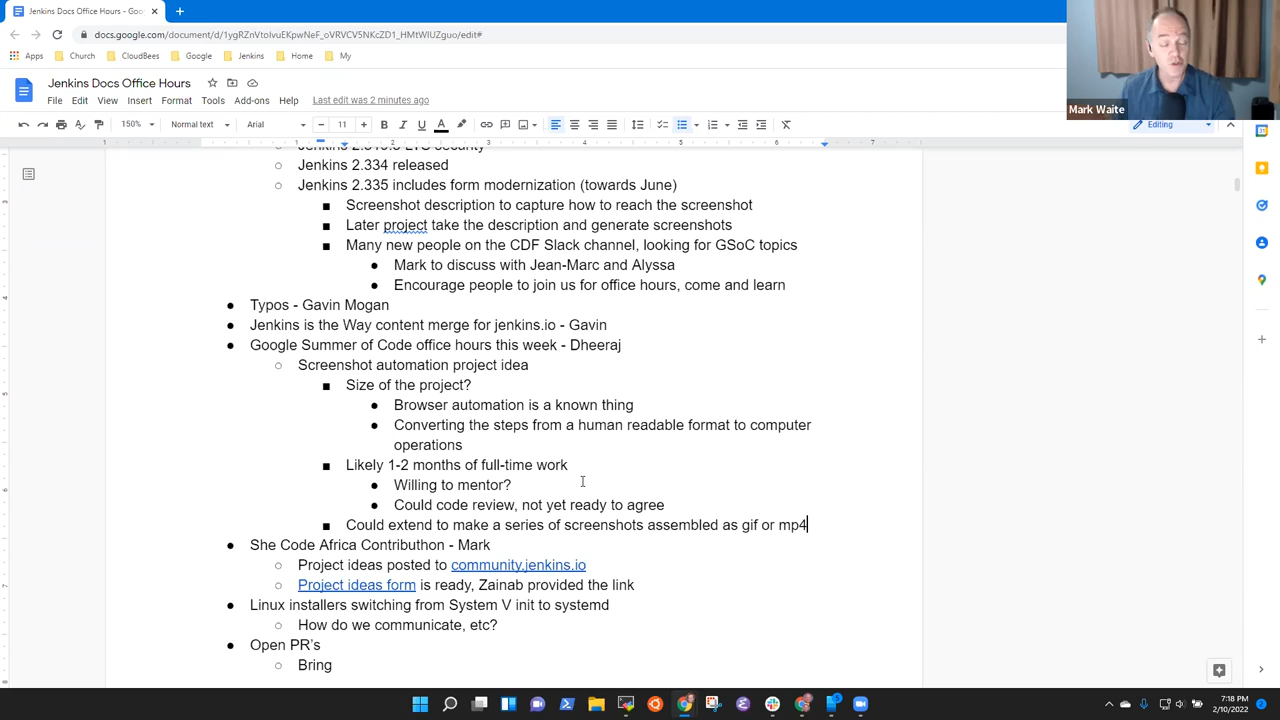 Jenkins Docs Office Hours - Goo
docs.google.com/document/d/1ygRZnVtoIvuEKpwNeF_oVRVCV5NKcZD1_HMtWIUZguo/edit#
Apps Church CloudBees Google Jenkins Home My
Jenkins Docs Office Hours
File Edit View Insert Format Tools Add-ons Help Last edit was 2 minutes ago
150% Normal text Arial 11 Editing
Mark Waite
Jenkins 2.334 released
Jenkins 2.335 includes form modernization (towards June)
Screenshot description to capture how to reach the screenshot
Later project take the description and generate screenshots
Many new people on the CDF Slack channel, looking for GSoC topics
Mark to discuss with Jean-Marc and Alyssa
Encourage people to join us for office hours, come and learn
Typos - Gavin Mogan
Jenkins is the Way content merge for jenkins.io - Gavin
Google Summer of Code office hours this week - Dheeraj
Screenshot automation project idea
Size of the project?
Browser automation is a known thing
Converting the steps from a human readable format to computer
operations
Likely 1-2 months of full-time work
Willing to mentor?
Could code review, not yet ready to agree
Could extend to make a series of screenshots assembled as gif or mp4
She Code Africa Contributhon - Mark
Project ideas posted to community.jenkins.io
Project ideas form is ready, Zainab provided the link
Linux installers switching from System V init to systemd
How do we communicate, etc?
Open PR's
Bring
7:18 PM
2/10/2022